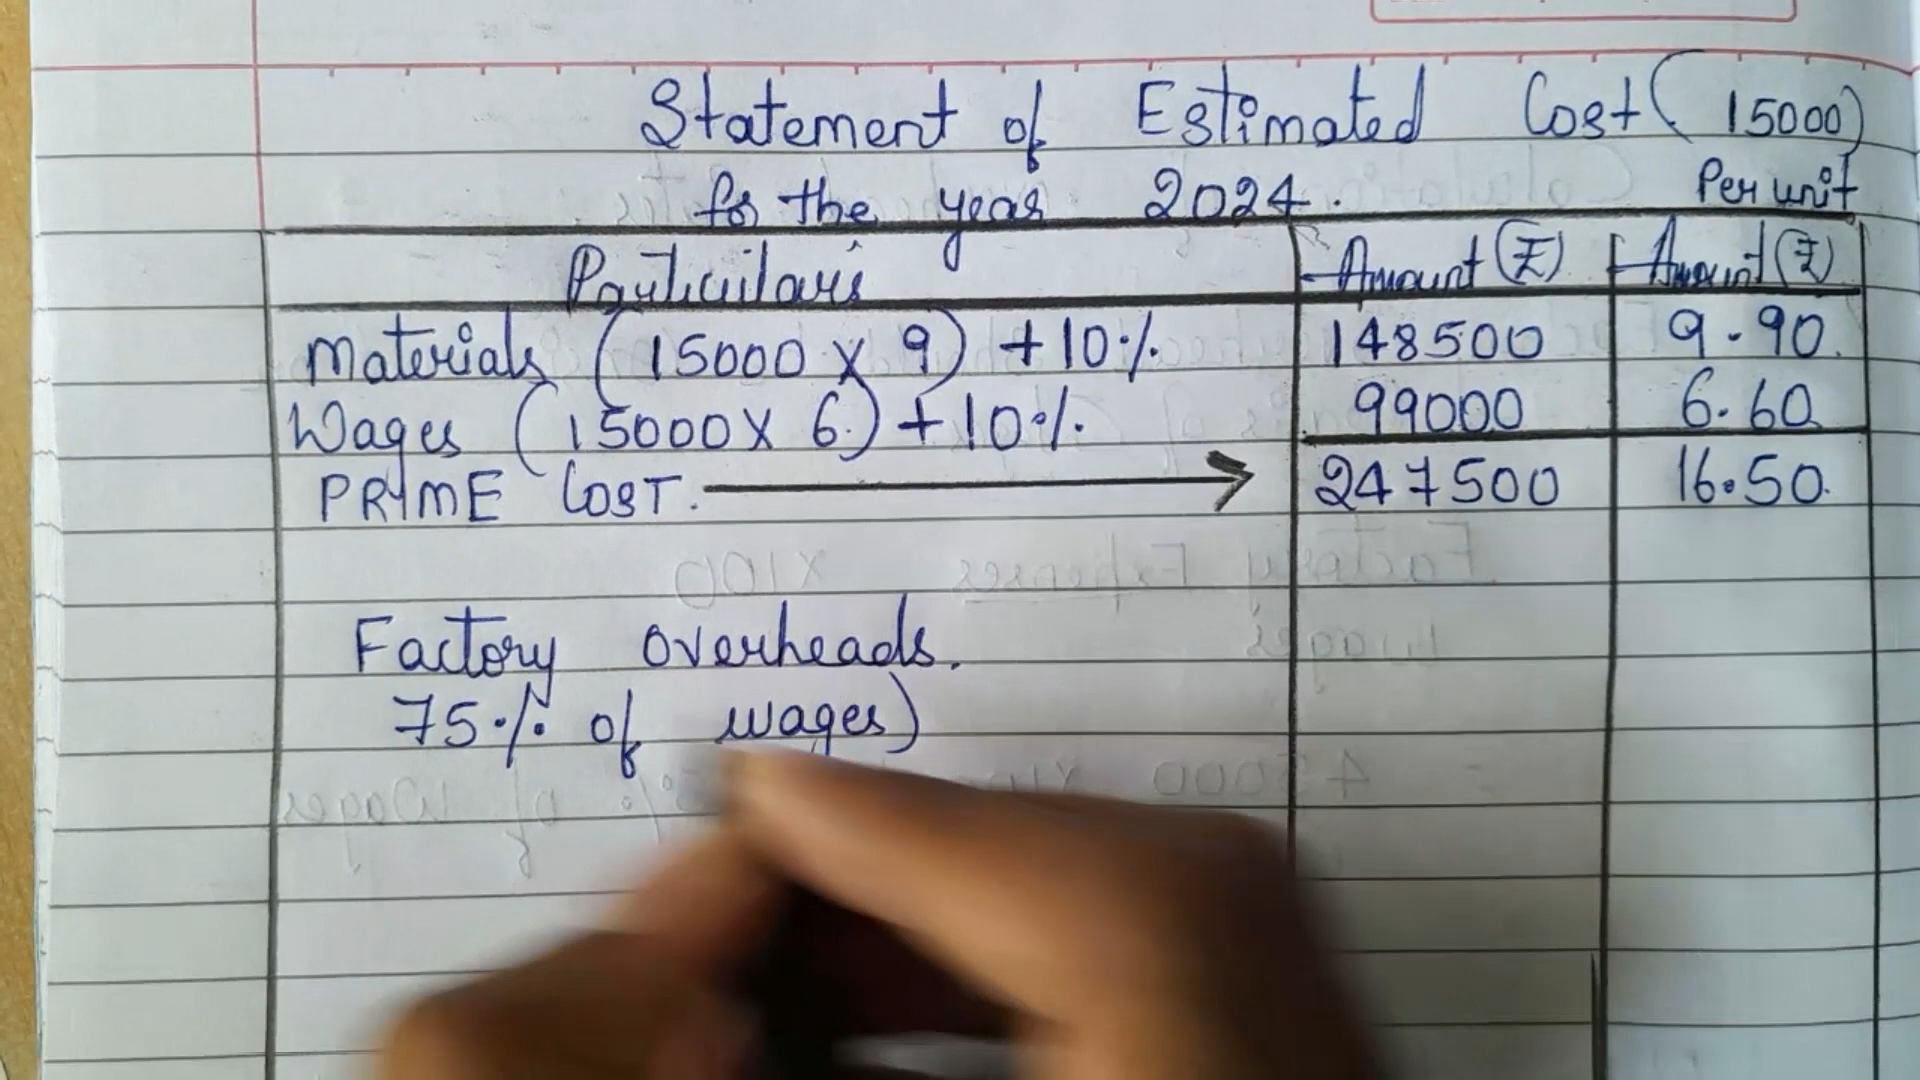 Statement of Estimated Cost (15000)
for the year 2024. Per unit
Particulars Amount (₹) Amount (₹)
Materials (15000 X 9) + 10% 148500 9.90
Wages (15000 X 6) + 10% 99000 6.60
PRIME COST. 247500 16.50
Factory overheads.
75% of wages)